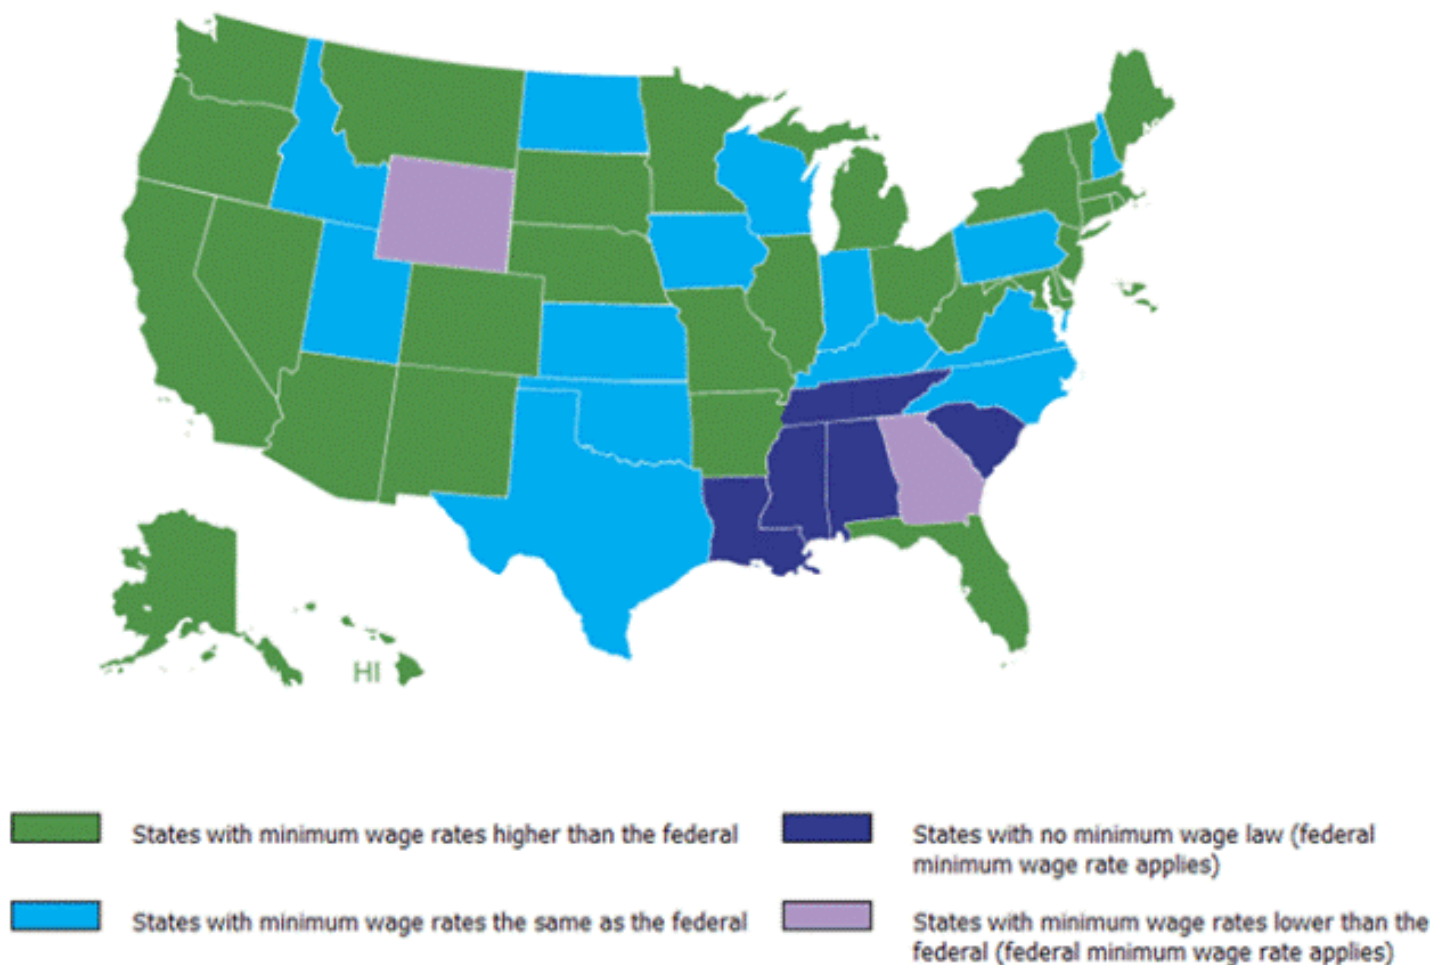 HI
States with minimum wage rates higher than the federal
States with no minimum wage law (federal
minimum wage rate applies)
States with minimum wage rates the same as the federal
States with minimum wage rates lower than the
federal (federal minimum wage rate applies)